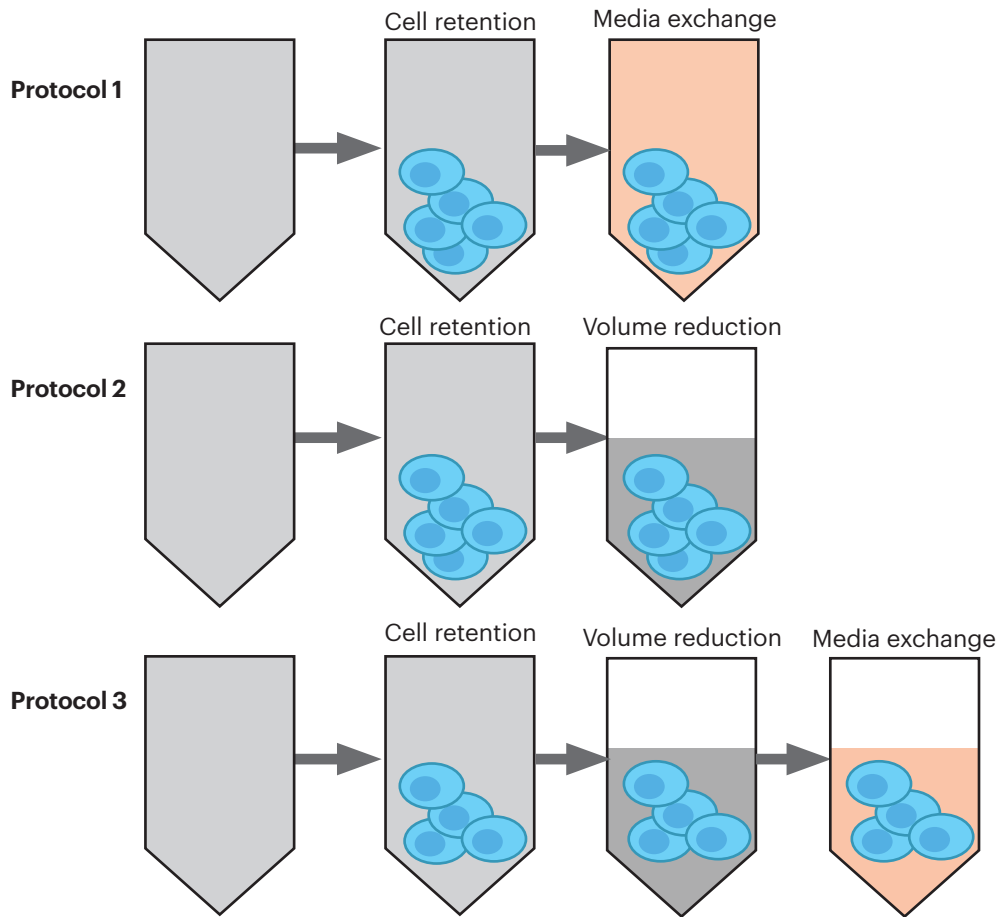 Cell retention
Media exchange
Protocol 1
Cell retention
Volume reduction
Protocol 2
Cell retention
Volume reduction
Media exchange
Protocol 3